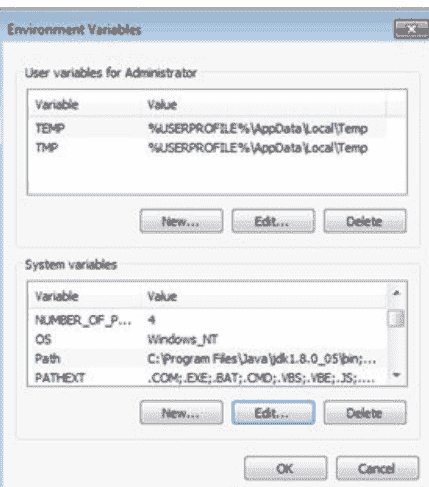 Environment Variables
User variables for Administrator
Variable Value
TEMP %USERPROFILE%\AppData\Local\Temp
TMP %USERPROFILE%\AppData\Local\Temp
New... Edit... Delete
System variables
Variable Value
NUMBER_OF_P... 4
OS Windows_NT
Path C:\Program Files\Java\jdk1.8.0_05\bin;...
PATHEXT .COM;.EXE;.BAT;.CMD;.VBS;.VBE;.JS;....
New... Edit... Delete
OK Cancel